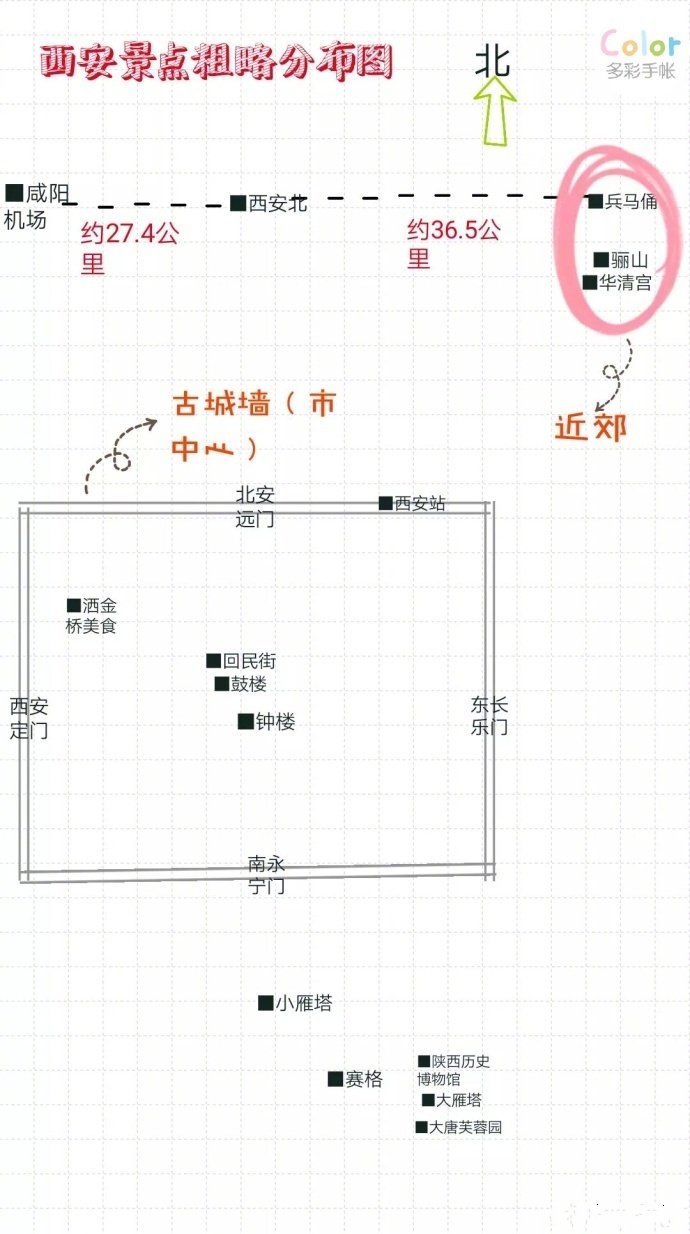 西安景点粗略分布图
北
Color
多彩手帐
■咸阳
机场
■西安北
■兵马俑
约27.4公
里
约36.5公
里
■骊山
■华清宫
古城墙（市
中心）
近郊
北安
远门
■西安站
■洒金
桥美食
■回民街
■鼓楼
■钟楼
西安
定门
东长
乐门
南永
宁门
■小雁塔
■赛格
■陕西历史
博物馆
■大雁塔
■大唐芙蓉园